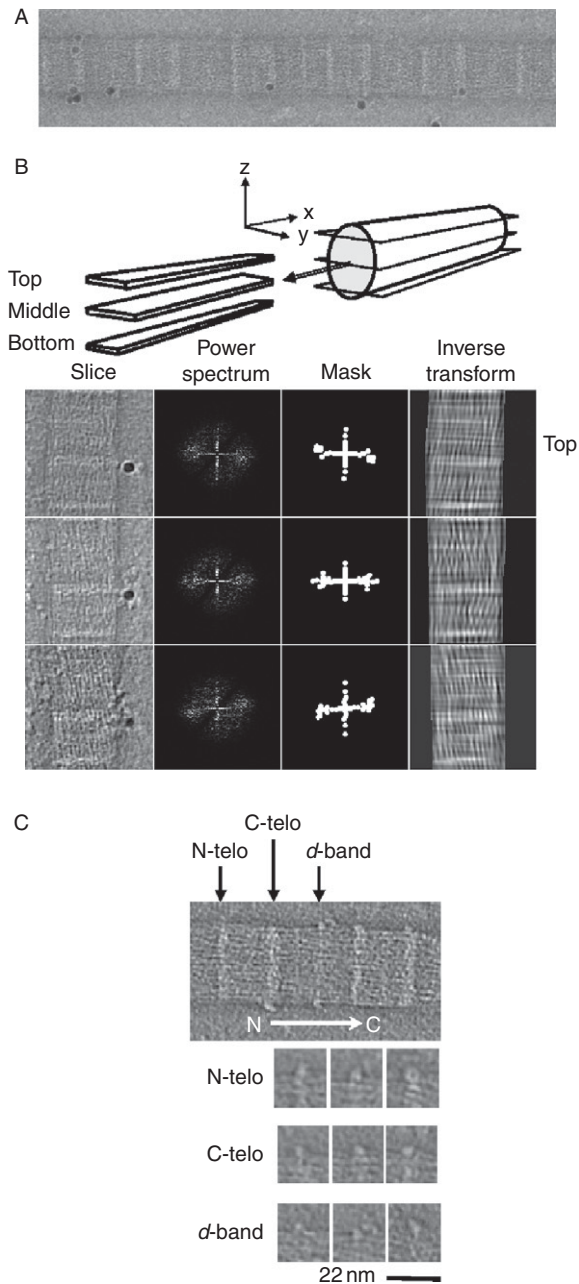 A
B
z
x
y
Top
Middle
Bottom
Slice
Power
spectrum
Mask
Inverse
transform
Top
C
C-telo
N-telo
d-band
N
C
N-telo
C-telo
d-band
22 nm